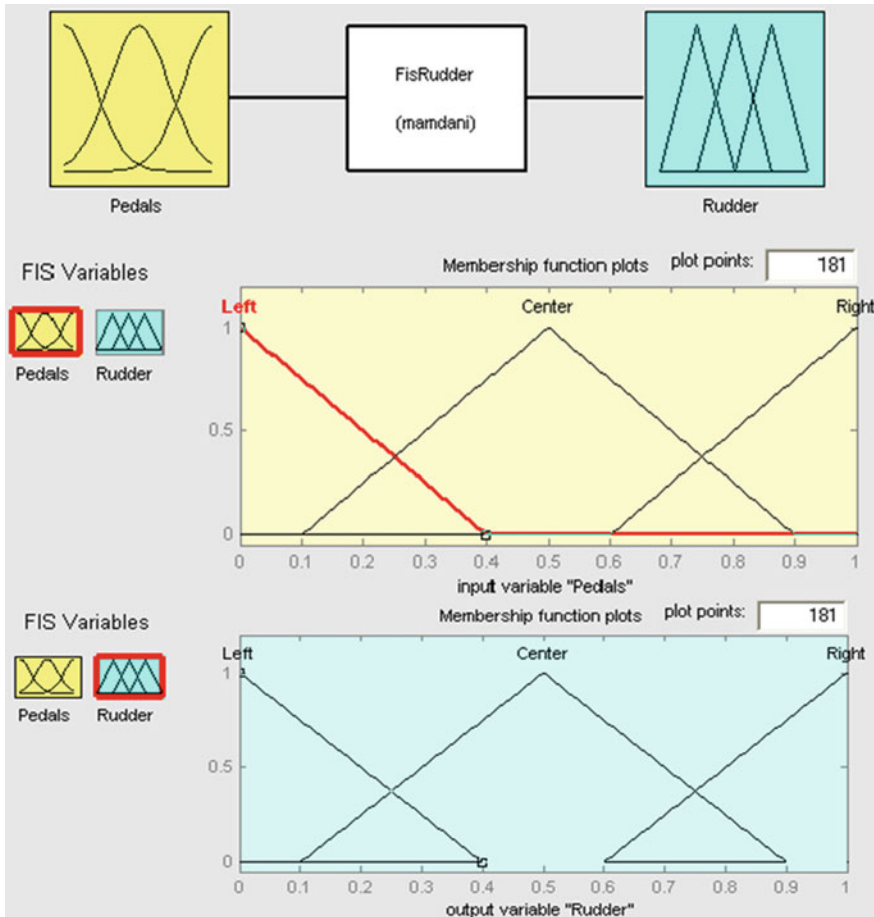 FisRudder
(mamdani)
Pedals
Rudder
FIS Variables
Membership function plots
plot points:
181
Pedals
Rudder
Left
Center
Right
1
0.5
0
0
0.1
0.2
0.3
0.4
0.5
0.6
0.7
0.8
0.9
1
input variable "Pedals"
FIS Variables
Membership function plots
plot points:
181
Pedals
Rudder
Left
Center
Right
1
0.5
0
0
0.1
0.2
0.3
0.4
0.5
0.6
0.7
0.8
0.9
1
output variable "Rudder"